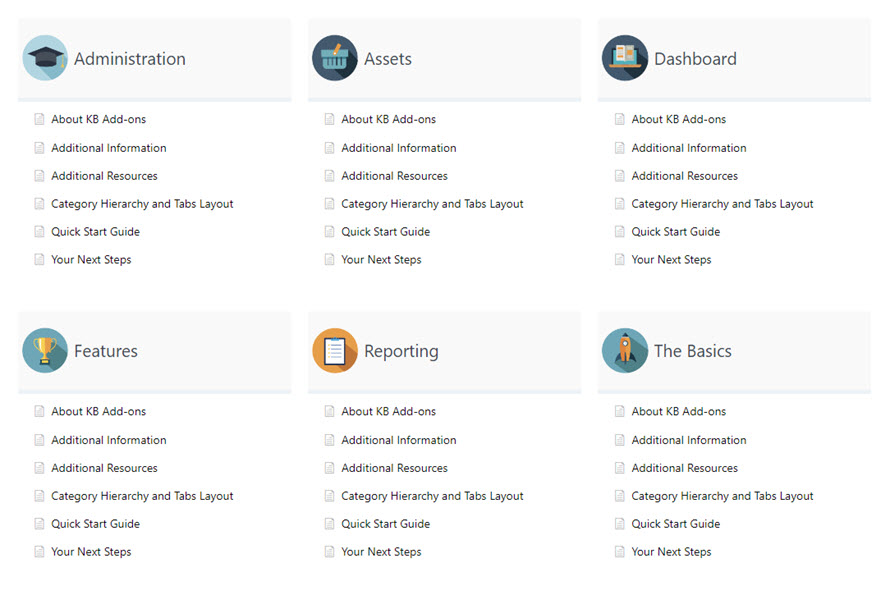 Administration
About KB Add-ons
Additional Information
Additional Resources
Category Hierarchy and Tabs Layout
Quick Start Guide
Your Next Steps
Assets
About KB Add-ons
Additional Information
Additional Resources
Category Hierarchy and Tabs Layout
Quick Start Guide
Your Next Steps
Dashboard
About KB Add-ons
Additional Information
Additional Resources
Category Hierarchy and Tabs Layout
Quick Start Guide
Your Next Steps
Features
About KB Add-ons
Additional Information
Additional Resources
Category Hierarchy and Tabs Layout
Quick Start Guide
Your Next Steps
Reporting
About KB Add-ons
Additional Information
Additional Resources
Category Hierarchy and Tabs Layout
Quick Start Guide
Your Next Steps
The Basics
About KB Add-ons
Additional Information
Additional Resources
Category Hierarchy and Tabs Layout
Quick Start Guide
Your Next Steps